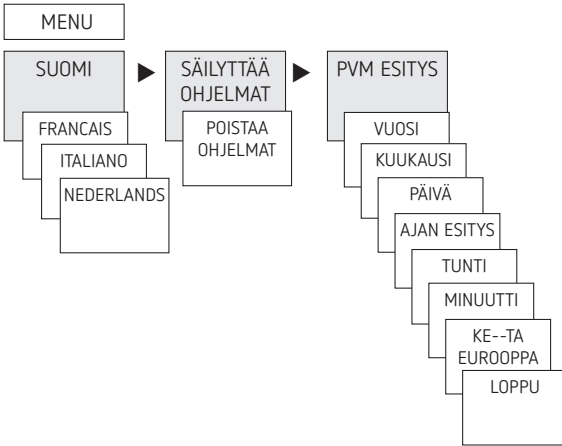 MENU
SUOMI
FRANCAIS
ITALIANO
NEDERLANDS
SÄILYTTÄÄ
OHJELMAT
POISTAA
OHJELMAT
PVM ESITYS
VUOSI
KUUKAUSI
PÄIVÄ
AJAN ESITYS
TUNTI
MINUUTTI
KE--TA
EUROOPPA
LOPPU